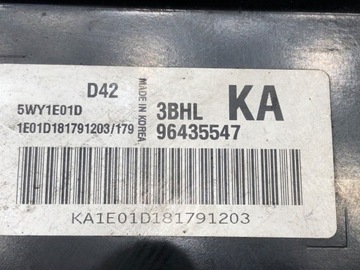 D42
5WY1E01D
1E01D181791203/179
MADE IN KOREA
3BHL KA
96435547
KA1E01D181791203